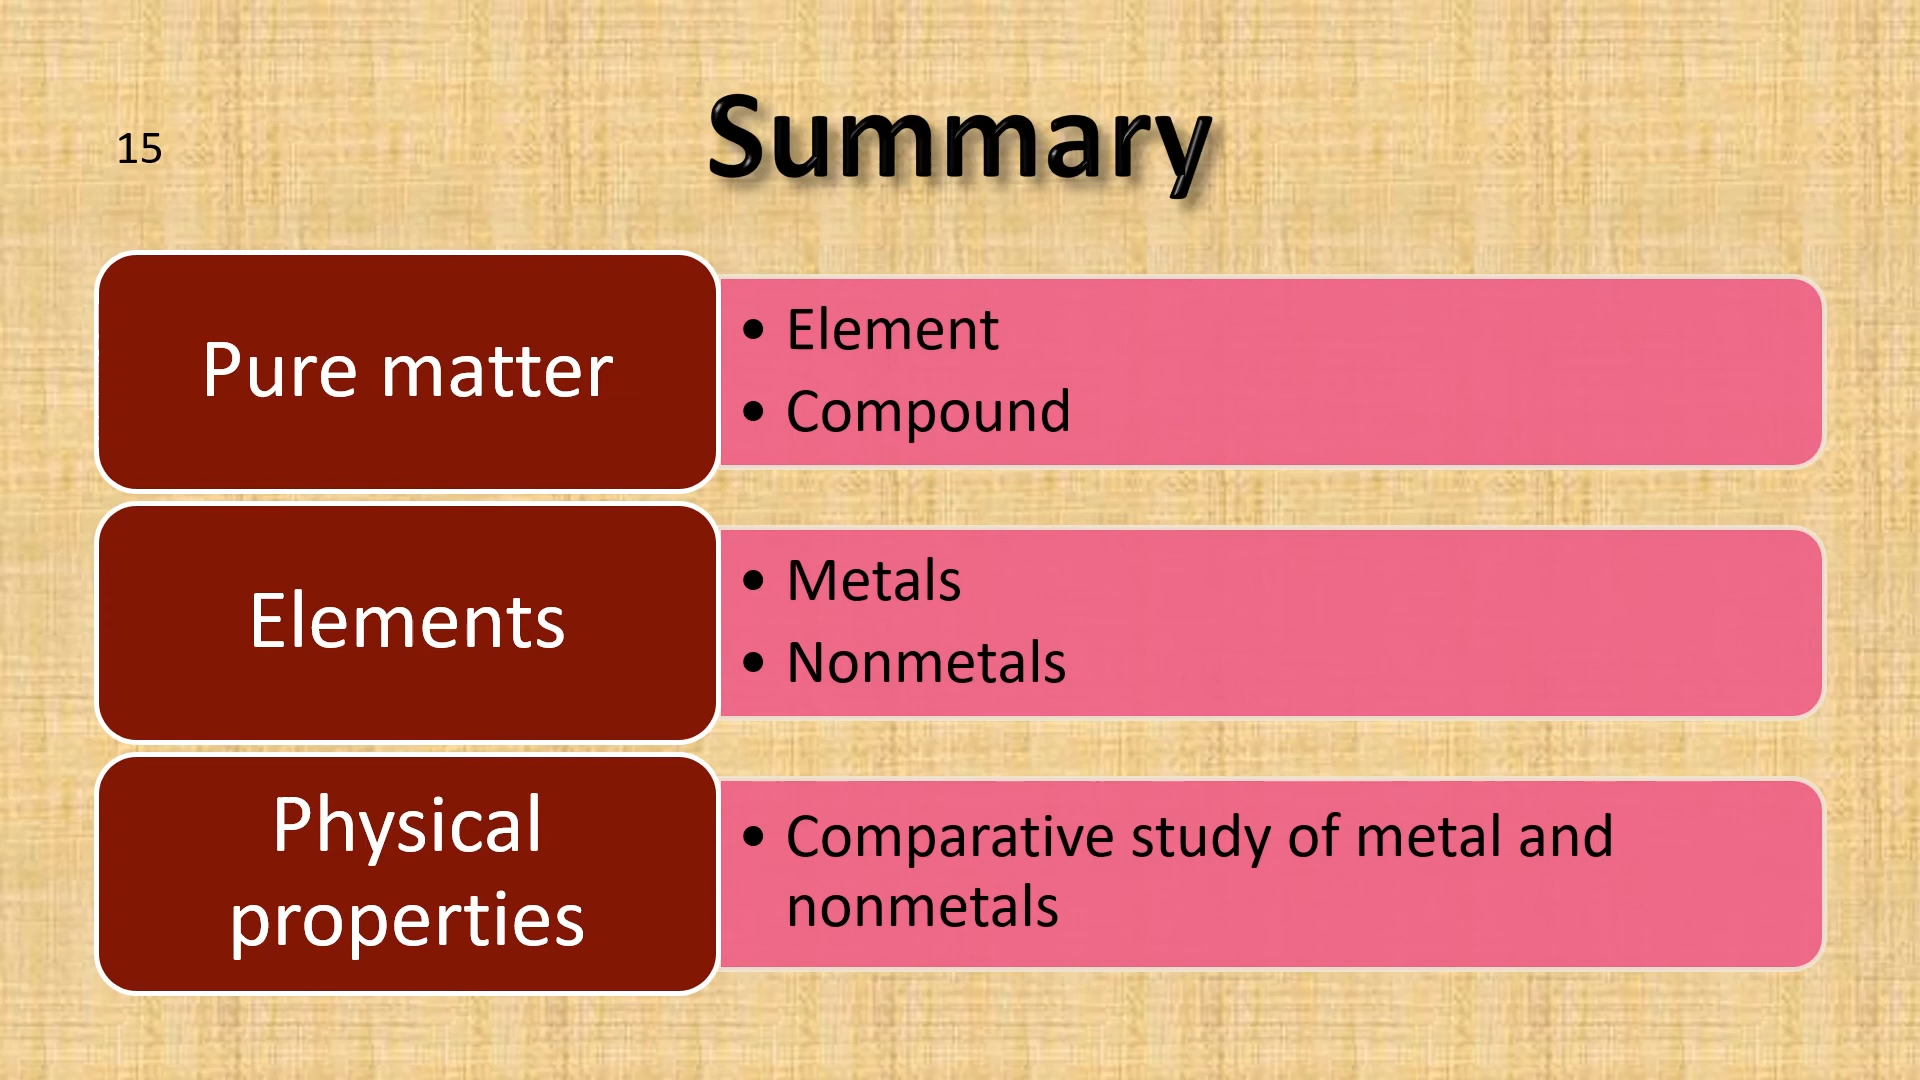 15
Summary
Pure matter
• Element
• Compound
Elements
• Metals
• Nonmetals
Physical
properties
• Comparative study of metal and
nonmetals